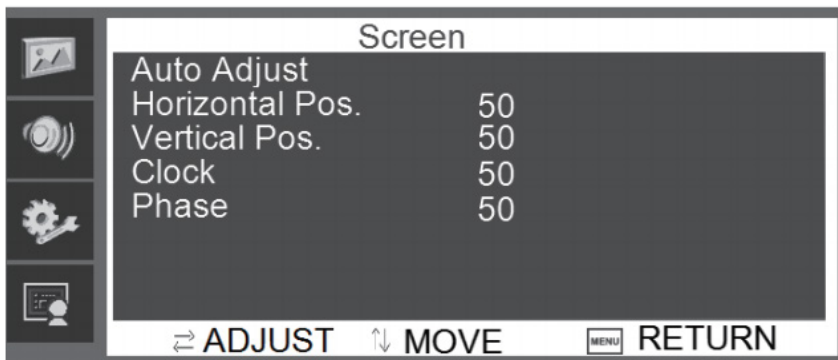 Screen
Auto Adjust
Horizontal Pos. 50
Vertical Pos. 50
Clock 50
Phase 50
⇄ ADJUST ↑↓ MOVE MENU RETURN